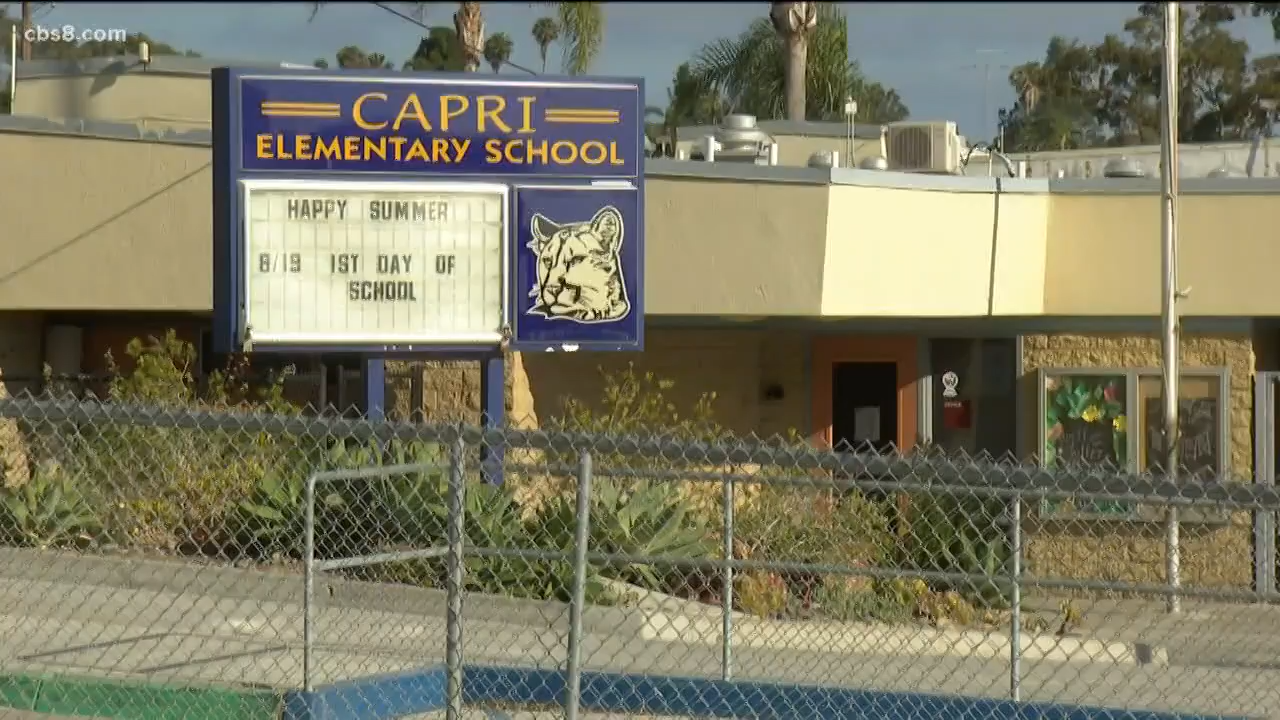 cbs8.com
CAPRI
ELEMENTARY SCHOOL
HAPPY SUMMER
8/19 1ST DAY OF
SCHOOL